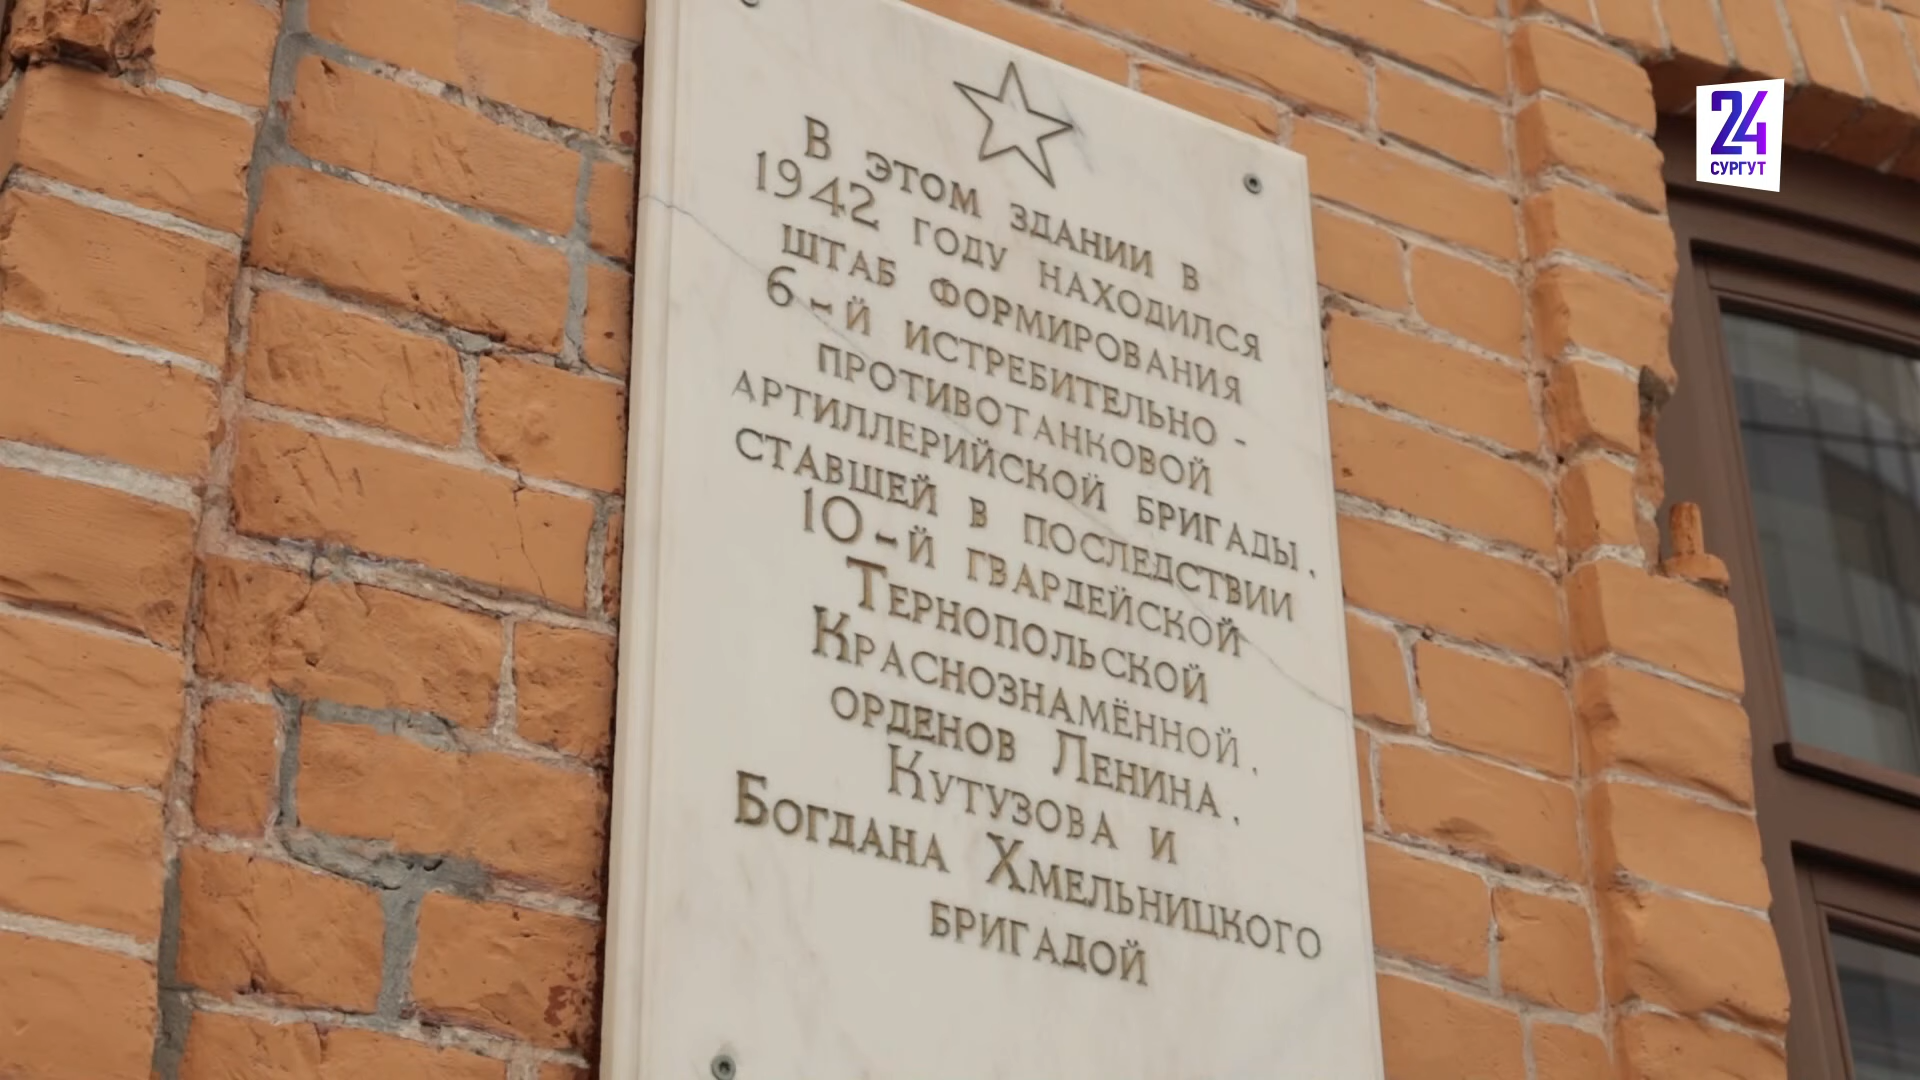 В ЭТОМ ЗДАНИИ В
1942 ГОДУ НАХОДИЛСЯ
ШТАБ ФОРМИРОВАНИЯ
6-Й ИСТРЕБИТЕЛЬНО-
ПРОТИВОТАНКОВОЙ
АРТИЛЛЕРИЙСКОЙ БРИГАДЫ,
СТАВШЕЙ В ПОСЛЕДСТВИИ
10-Й ГВАРДЕЙСКОЙ
ТЕРНОПОЛЬСКОЙ
КРАСНОЗНАМЁННОЙ,
ОРДЕНОВ ЛЕНИНА,
КУТУЗОВА И
БОГДАНА ХМЕЛЬНИЦКОГО
БРИГАДОЙ
24
СУРГУТ